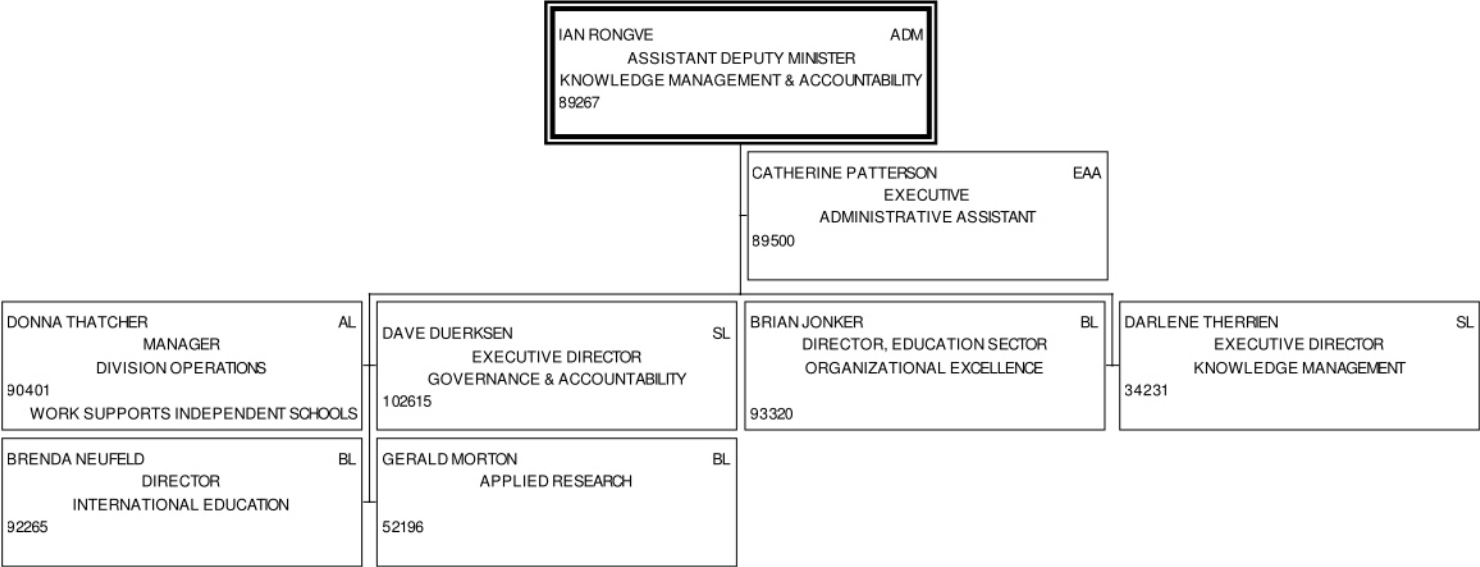 IAN RONGVE ADM
ASSISTANT DEPUTY MINISTER
KNOWLEDGE MANAGEMENT & ACCOUNTABILITY
89267
CATHERINE PATTERSON EAA
EXECUTIVE
ADMINISTRATIVE ASSISTANT
89500
DONNA THATCHER AL
MANAGER
DIVISION OPERATIONS
90401
WORK SUPPORTS INDEPENDENT SCHOOLS
DAVE DUERKSEN SL
EXECUTIVE DIRECTOR
GOVERNANCE & ACCOUNTABILITY
102615
BRIAN JONKER BL
DIRECTOR, EDUCATION SECTOR
ORGANIZATIONAL EXCELLENCE
93320
DARLENE THERRIEN SL
EXECUTIVE DIRECTOR
KNOWLEDGE MANAGEMENT
34231
BRENDA NEUFELD BL
DIRECTOR
INTERNATIONAL EDUCATION
92265
GERALD MORTON BL
APPLIED RESEARCH
52196